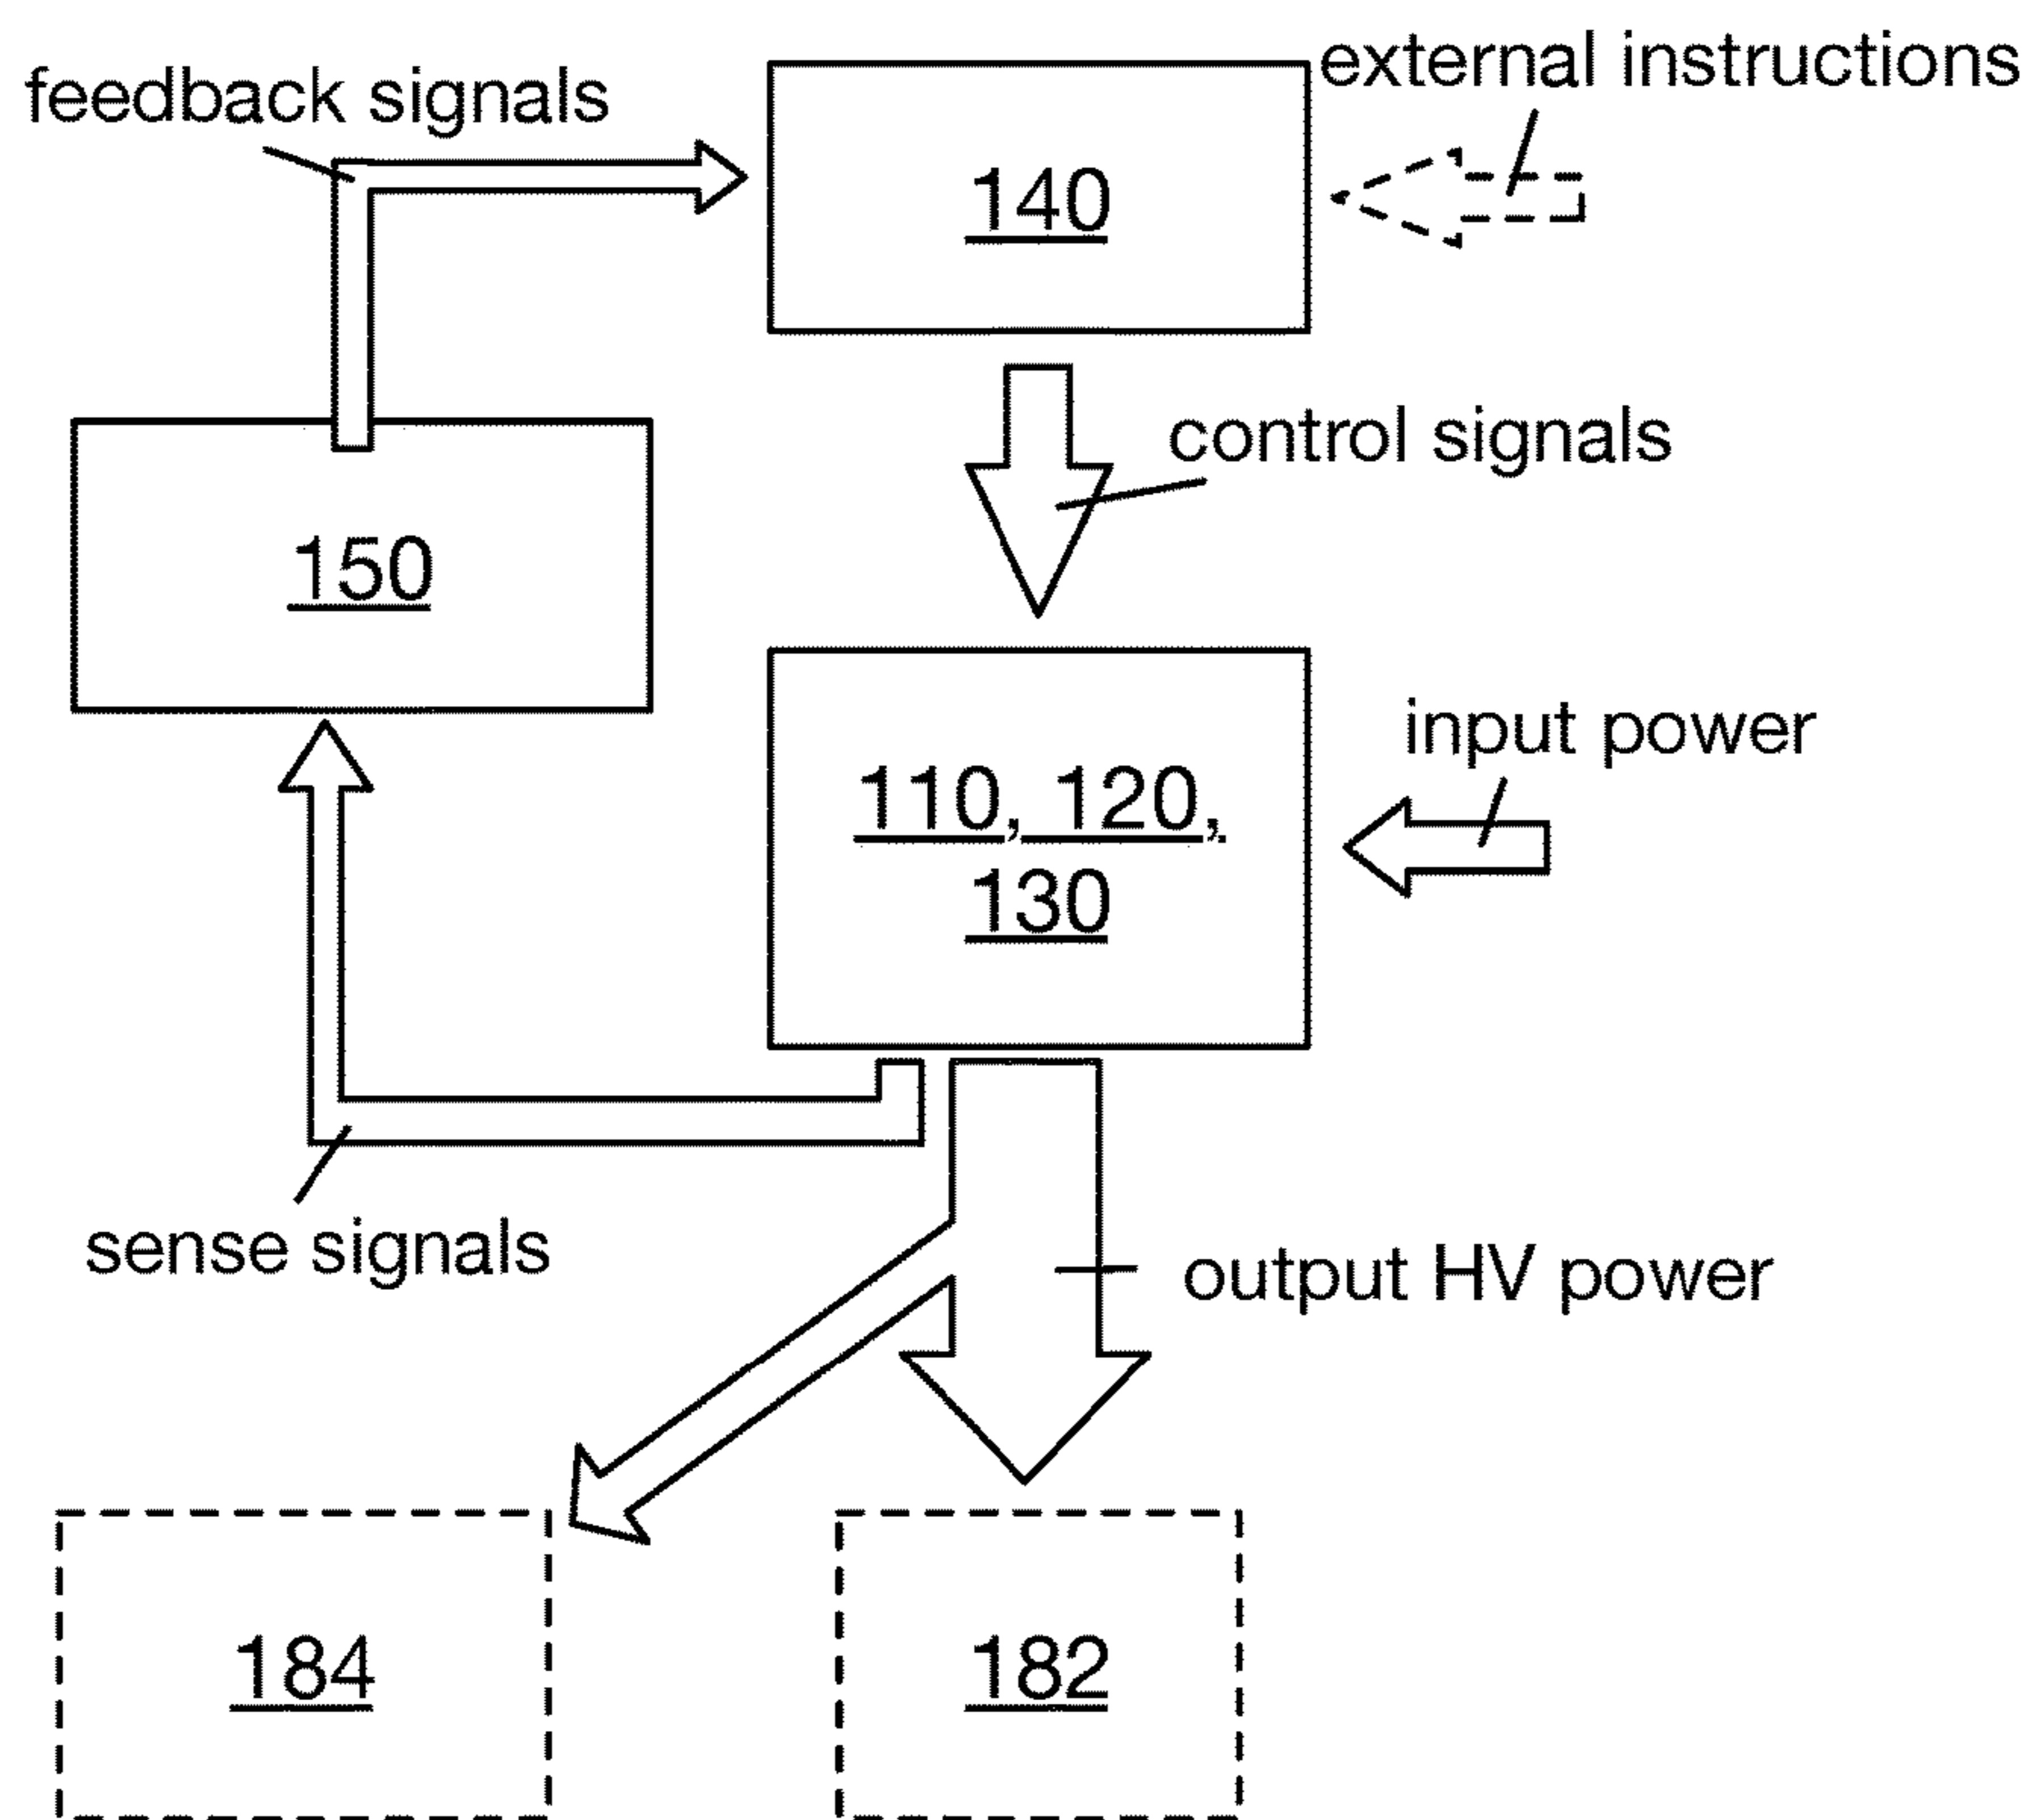 external instructions
feedback signals
140
control signals
150
input power
110, 120,
130
sense signals
output HV power
184
182